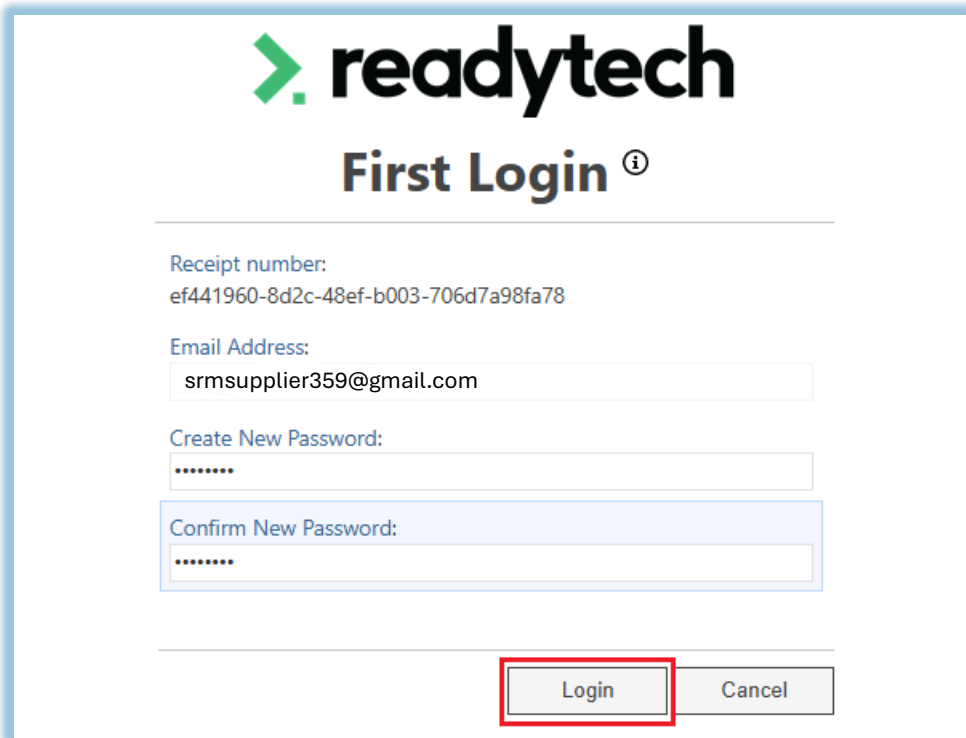 readytech
First Login
Receipt number:
ef441960-8d2c-48ef-b003-706d7a98fa78
Email Address:
srmsupplier359@gmail.com
Create New Password:
••••••••
Confirm New Password:
••••••••
Login Cancel